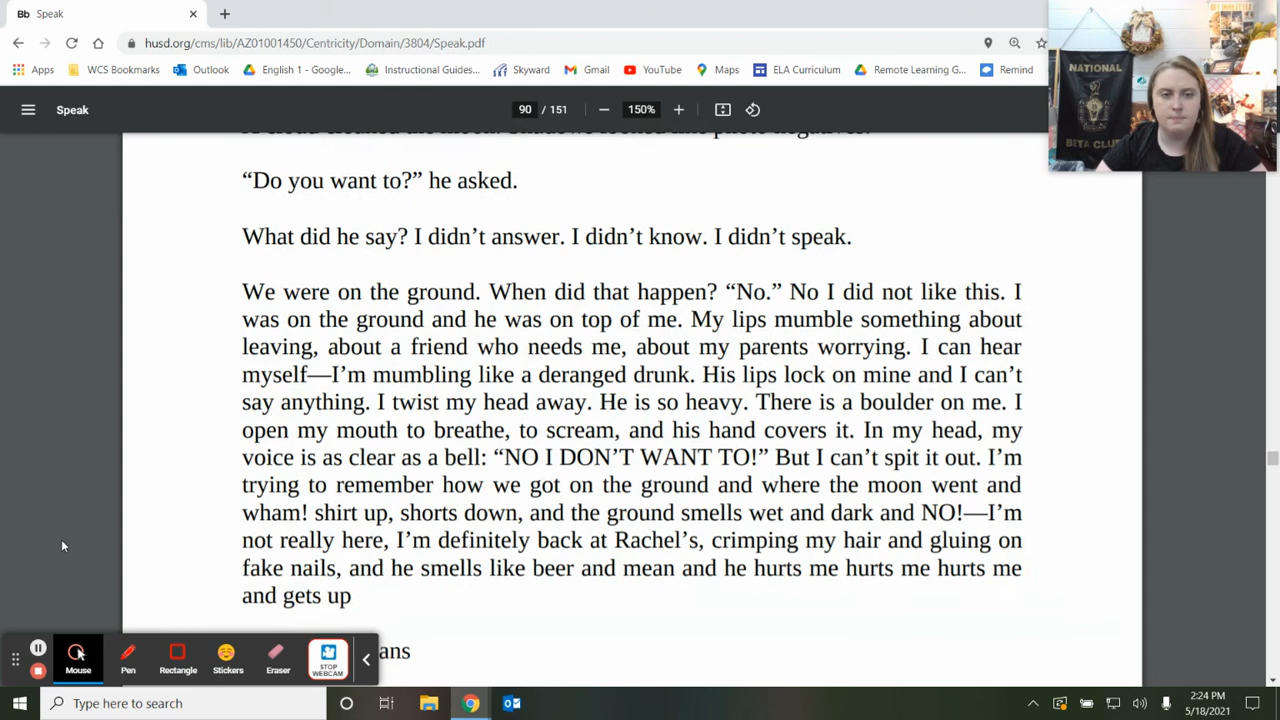 Bb Speak
husd.org/cms/lib/AZ01001450/Centricity/Domain/3804/Speak.pdf
Apps WCS Bookmarks Outlook English 1 - Google... Instructional Guides... Skyward Gmail YouTube Maps ELA Curriculum Remote Learning G... Remind
Speak 90 / 151 150%
NATIONAL
BETA CLUB
“Do you want to?” he asked.
What did he say? I didn’t answer. I didn’t know. I didn’t speak.
We were on the ground. When did that happen? “No.” No I did not like this. I
was on the ground and he was on top of me. My lips mumble something about
leaving, about a friend who needs me, about my parents worrying. I can hear
myself—I’m mumbling like a deranged drunk. His lips lock on mine and I can’t
say anything. I twist my head away. He is so heavy. There is a boulder on me. I
open my mouth to breathe, to scream, and his hand covers it. In my head, my
voice is as clear as a bell: “NO I DON’T WANT TO!” But I can’t spit it out. I’m
trying to remember how we got on the ground and where the moon went and
wham! shirt up, shorts down, and the ground smells wet and dark and NO!—I’m
not really here, I’m definitely back at Rachel’s, crimping my hair and gluing on
fake nails, and he smells like beer and mean and he hurts me hurts me hurts me
and gets up
ans
Mouse Pen Rectangle Stickers Eraser STOP WEBCAM
Type here to search
2:24 PM
5/18/2021